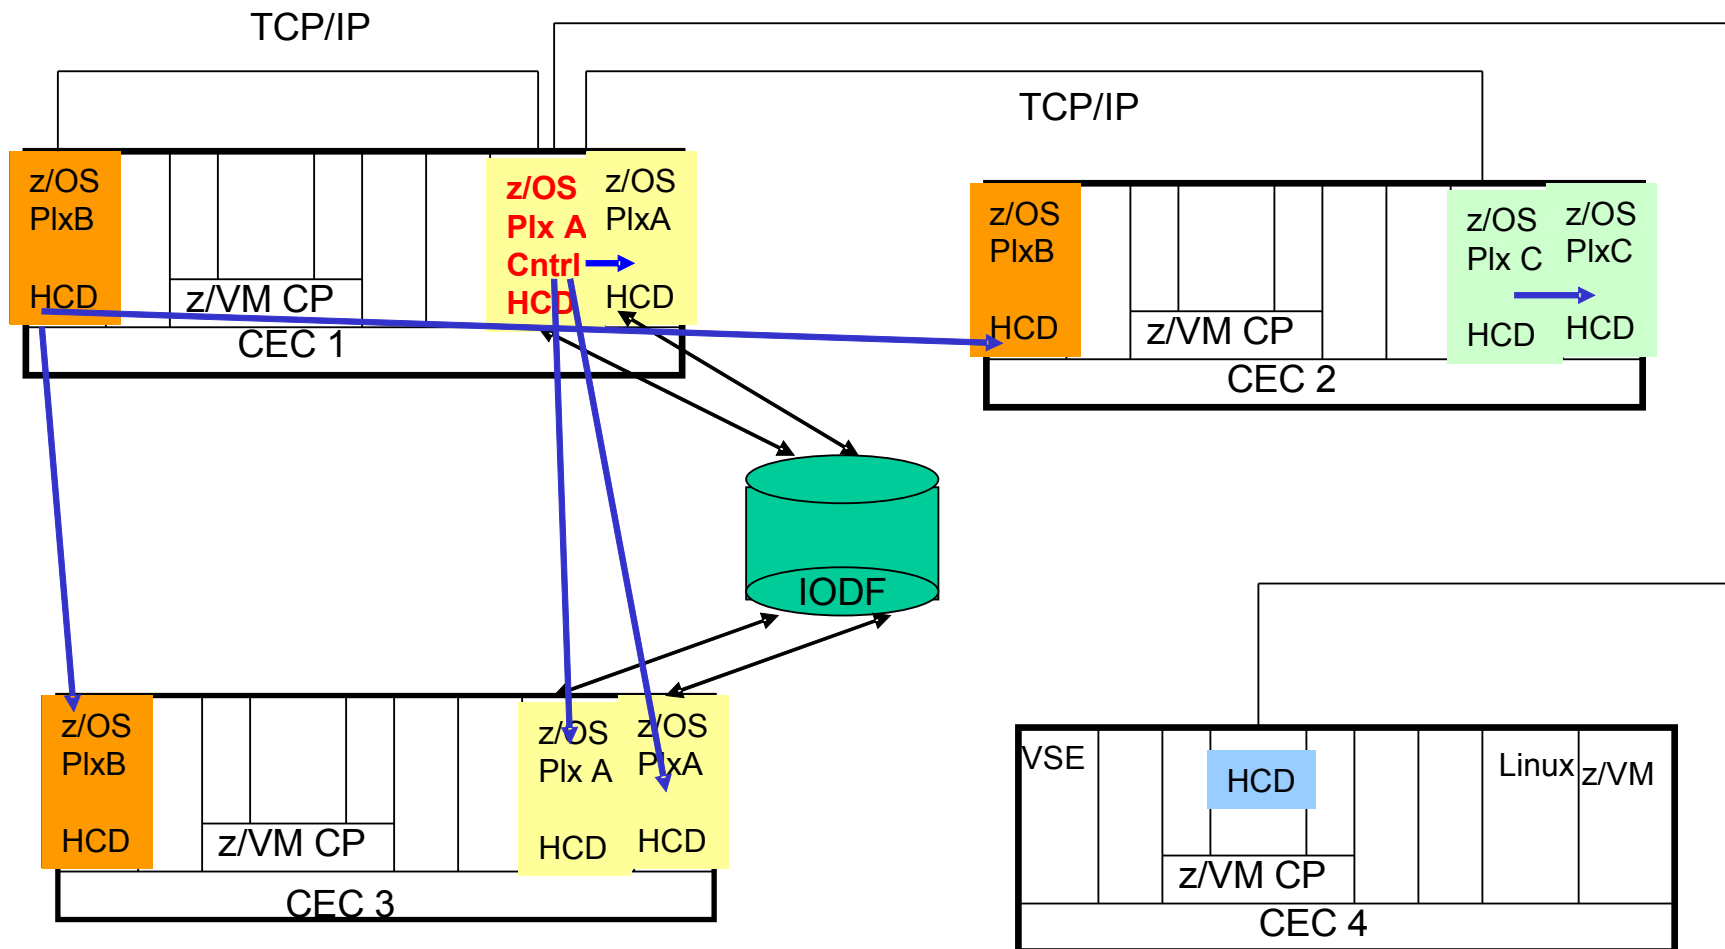 TCP/IP
TCP/IP
z/OS
PlxB
HCD
z/VM CP
z/OS
Plx A
Cntrl
HCD
z/OS
PlxA
HCD
CEC 1
z/OS
PlxB
HCD
z/VM CP
z/OS
Plx C
HCD
z/OS
PlxC
HCD
CEC 2
IODF
z/OS
PlxB
HCD
z/VM CP
z/OS
Plx A
HCD
z/OS
PlxA
HCD
CEC 3
VSE
HCD
Linux
z/VM
z/VM CP
CEC 4